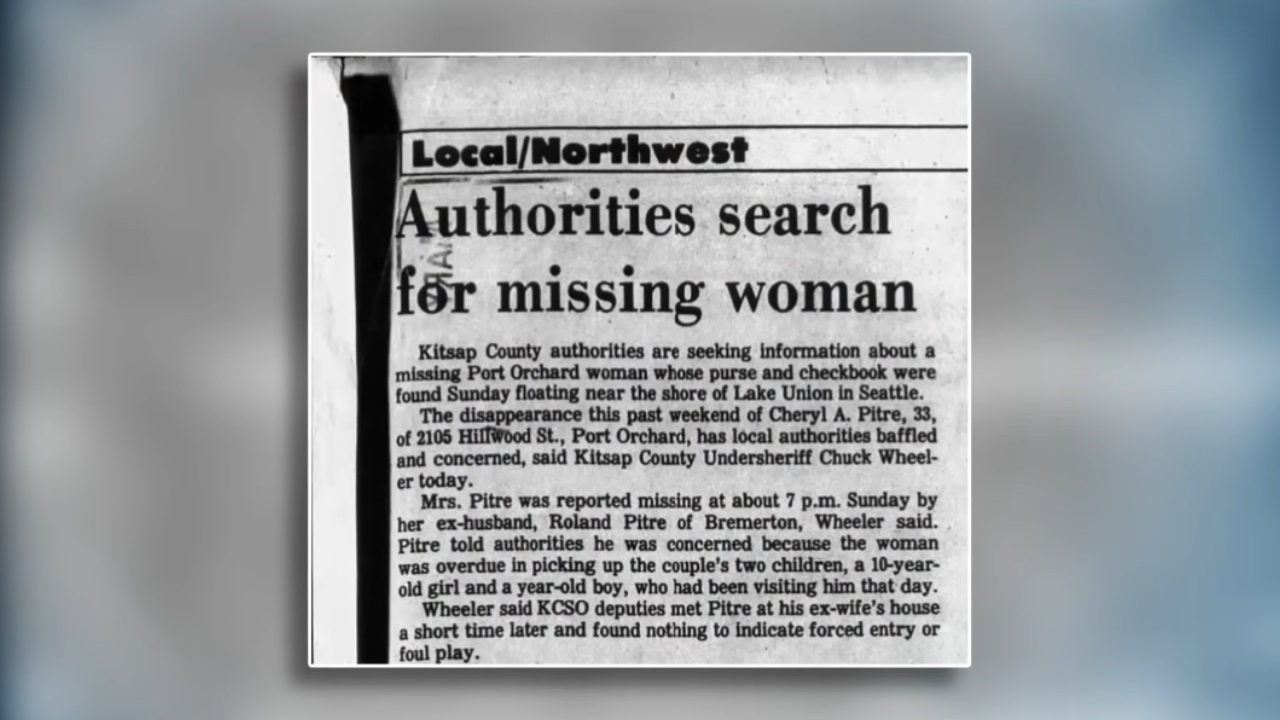 Local/Northwest
Authorities search
for missing woman
Kitsap County authorities are seeking information about a
missing Port Orchard woman whose purse and checkbook were
found Sunday floating near the shore of Lake Union in Seattle.
The disappearance this past weekend of Cheryl A. Pitre, 33,
of 2105 Hillwood St., Port Orchard, has local authorities baffled
and concerned, said Kitsap County Undersheriff Chuck Wheel-
er today.
Mrs. Pitre was reported missing at about 7 p.m. Sunday by
her ex-husband, Roland Pitre of Bremerton, Wheeler said.
Pitre told authorities he was concerned because the woman
was overdue in picking up the couple's two children, a 10-year-
old girl and a year-old boy, who had been visiting him that day.
Wheeler said KCSO deputies met Pitre at his ex-wife's house
a short time later and found nothing to indicate forced entry or
foul play.